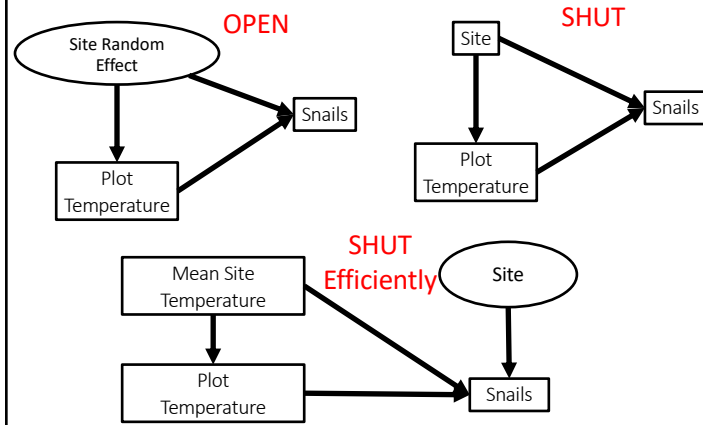 OPEN
Site Random
Effect
Snails
Plot
Temperature
SHUT
Site
Snails
Plot
Temperature
SHUT
Efficiently
Mean Site
Temperature
Site
Plot
Temperature
Snails